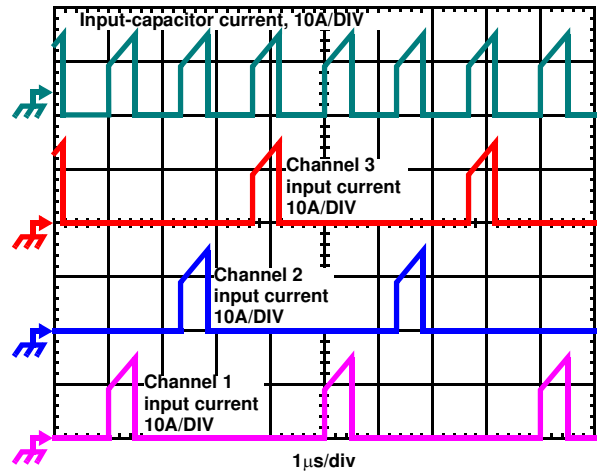 Input-capacitor current, 10A/DIV
Channel 3
input current
10A/DIV
Channel 2
input current
10A/DIV
Channel 1
input current
10A/DIV
1μs/div